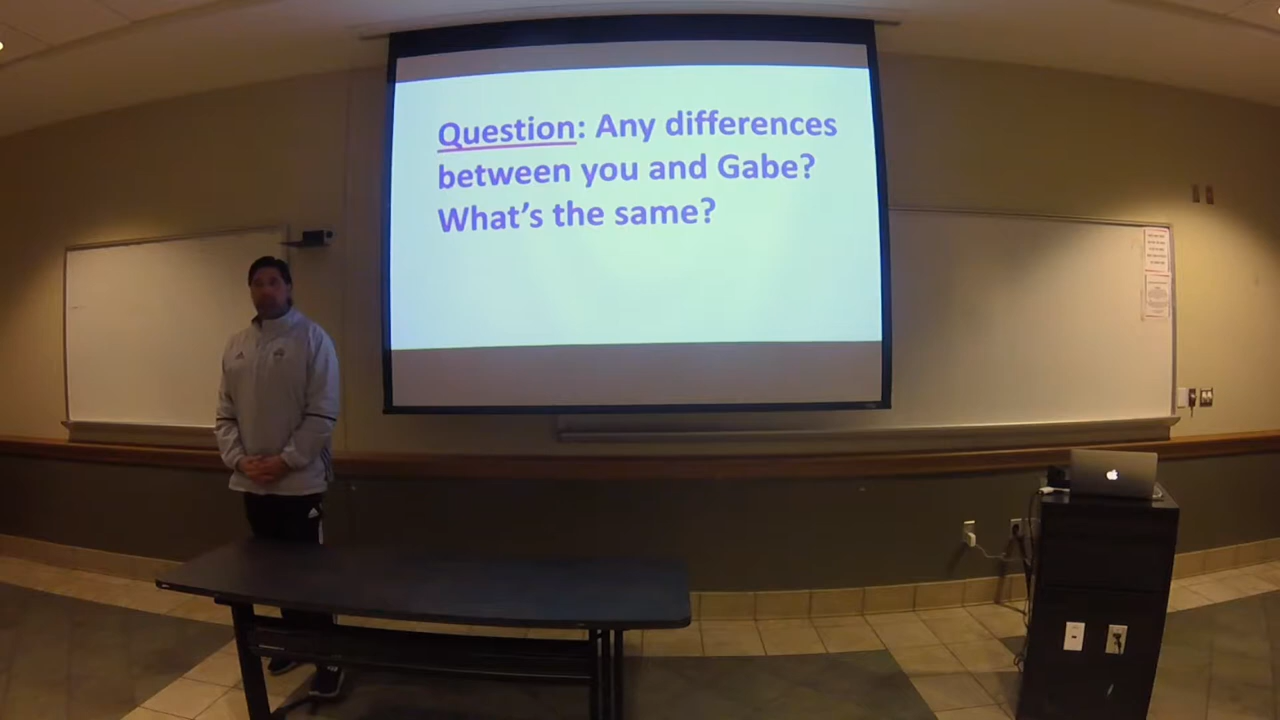 Question: Any differences
between you and Gabe?
What's the same?